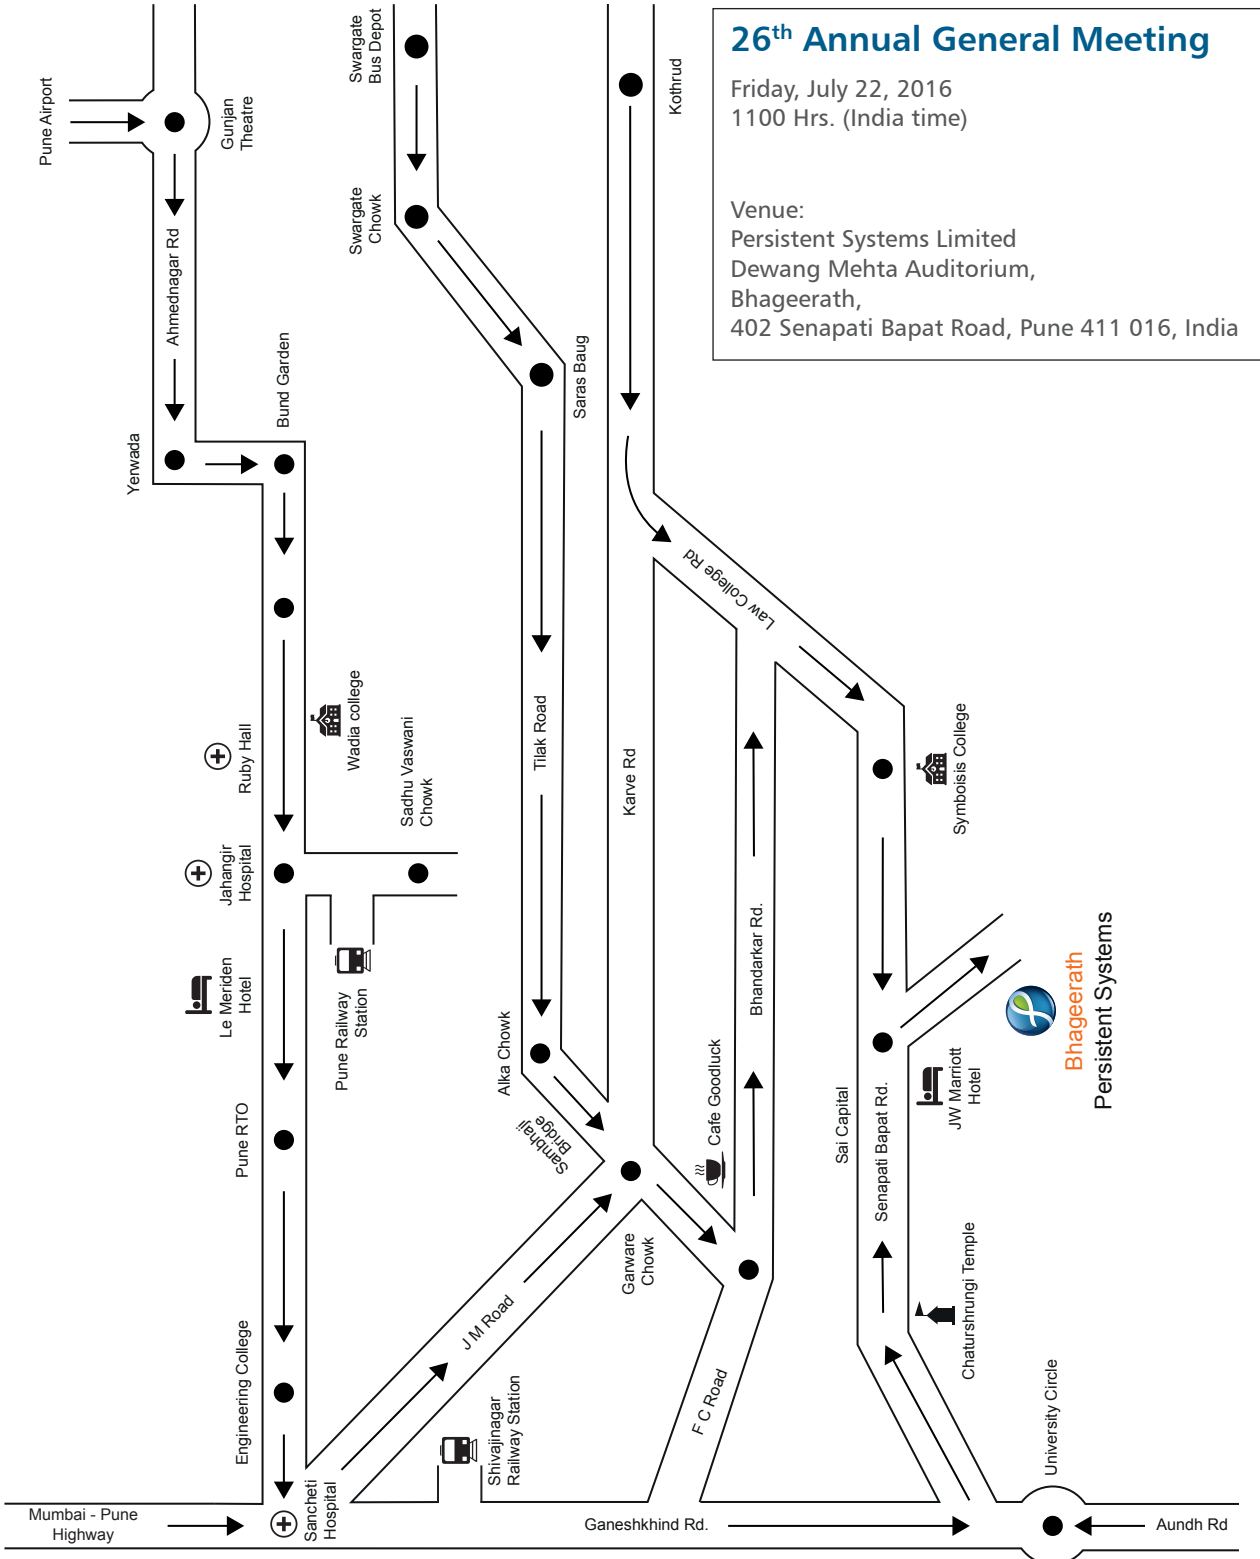 26th Annual General Meeting
Friday, July 22, 2016
1100 Hrs. (India time)
Venue:
Persistent Systems Limited
Dewang Mehta Auditorium,
Bhageerath,
402 Senapati Bapat Road, Pune 411 016, India
Pune Airport
Gunjan
Theatre
Swargate
Bus Depot
Kothrud
Swargate
Chowk
Ahmednagar Rd
Bund Garden
Saras Baug
Yerwada
Law College Rd
Wadia college
Ruby Hall
Sadhu Vaswani
Chowk
Tilak Road
Karve Rd
Symboisis College
Jahangir
Hospital
Le Meriden
Hotel
Pune Railway
Station
Bhandarkar Rd.
Bhageerath
Persistent Systems
Alka Chowk
Sambhaji
Bridge
Cafe Goodluck
JW Marriott
Hotel
Sai Capital
Senapati Bapat Rd.
Pune RTO
Garware
Chowk
Chaturshrungi Temple
J M Road
Engineering College
F C Road
Shivajinagar
Railway Station
University Circle
Sancheti
Hospital
Mumbai - Pune
Highway
Ganeshkhind Rd.
Aundh Rd